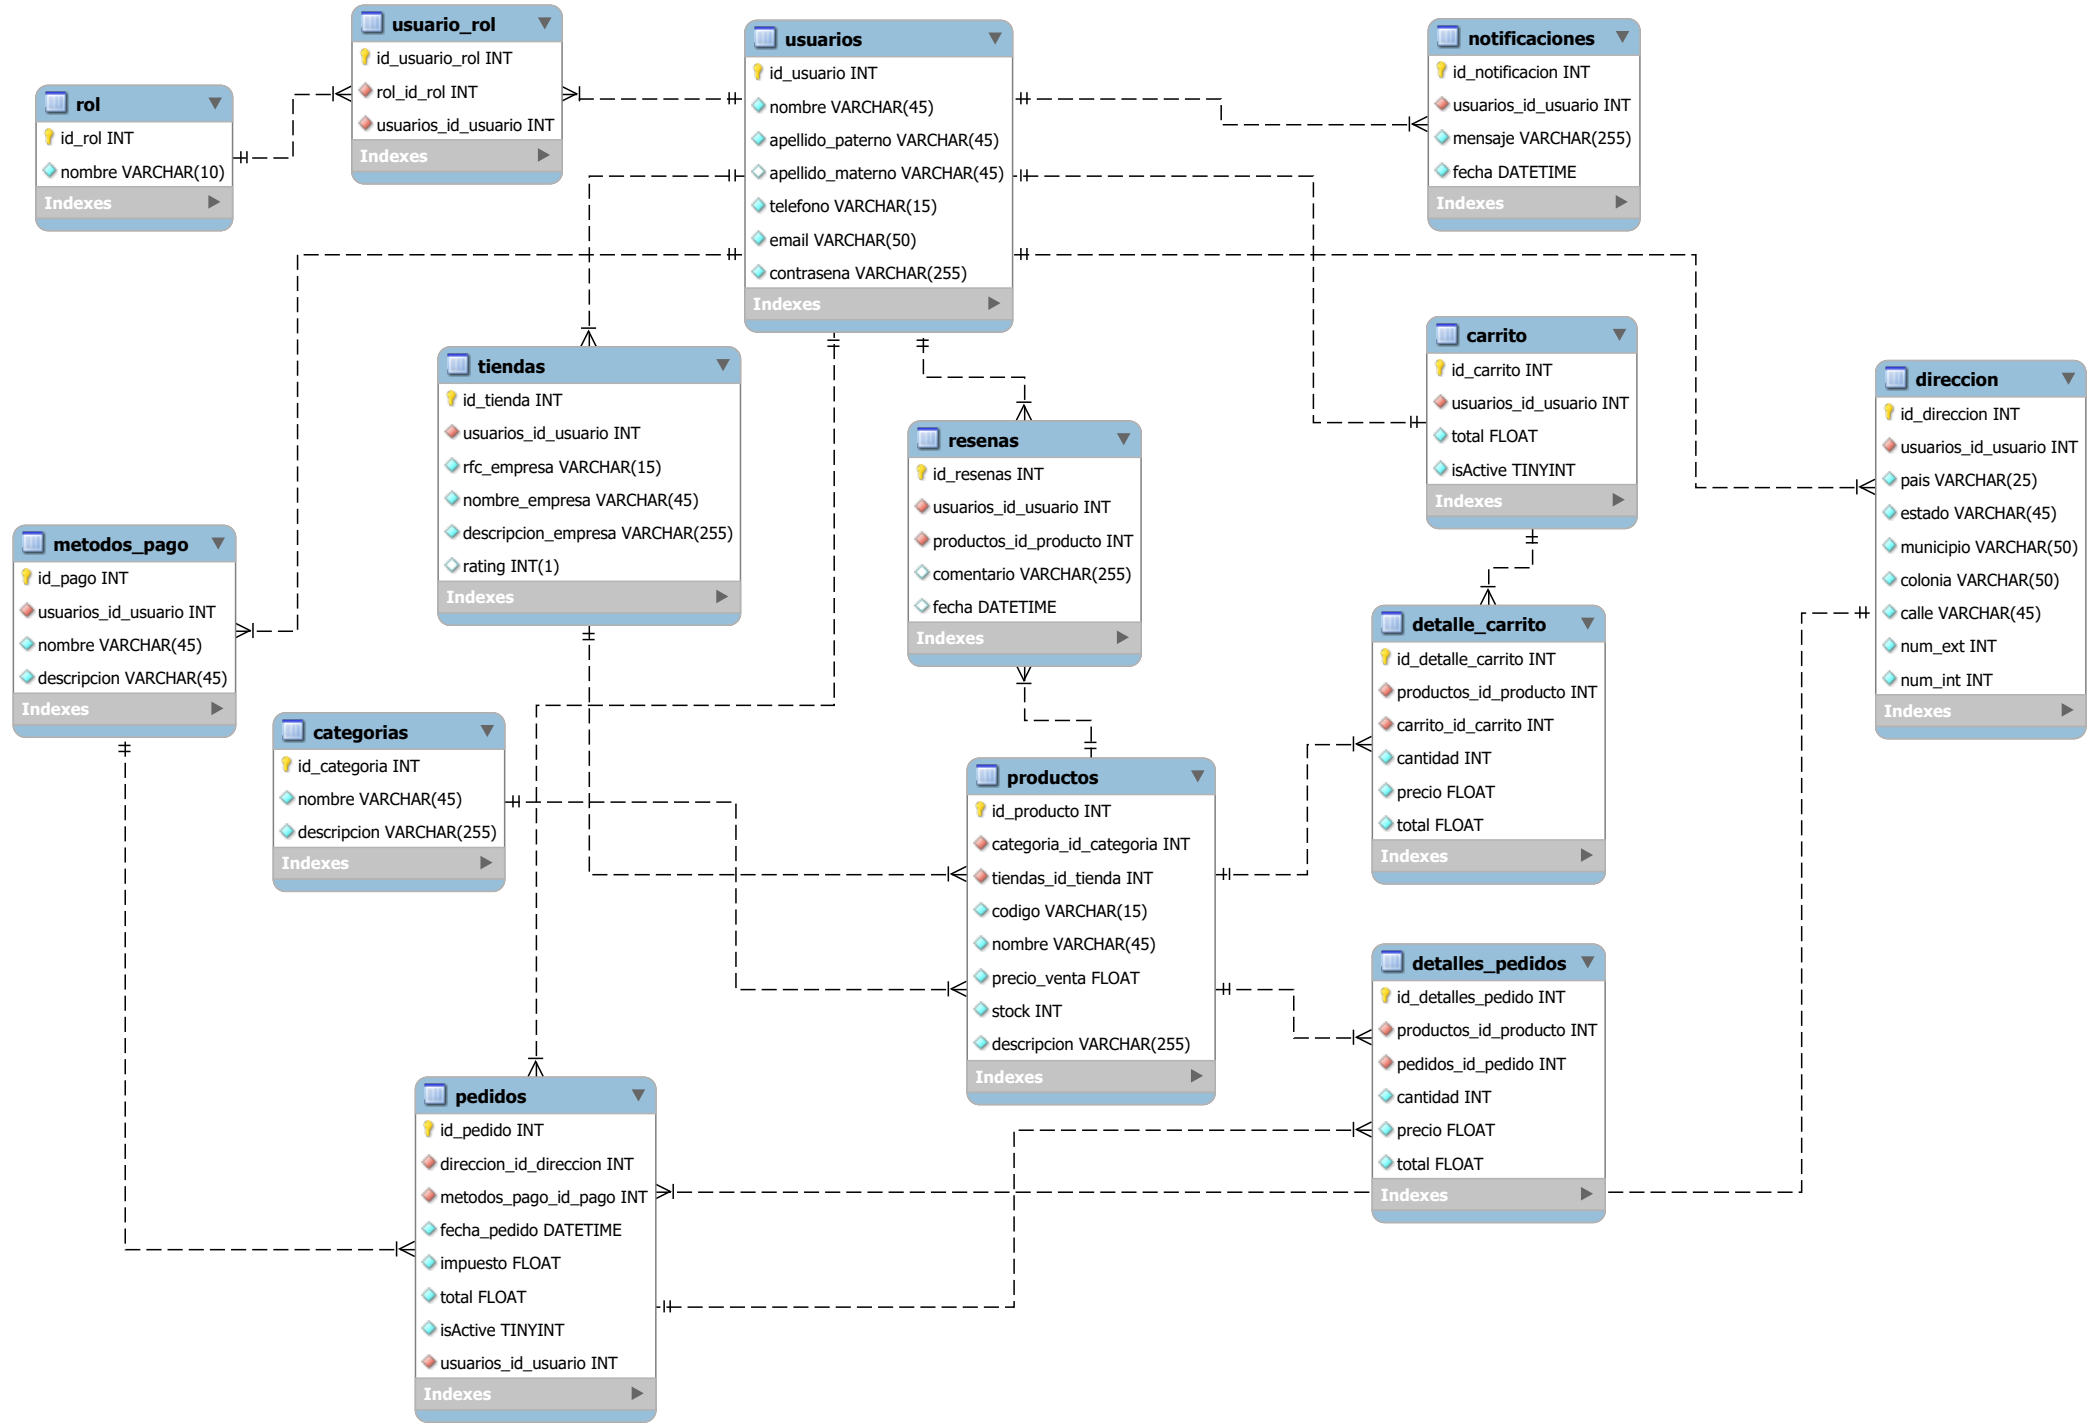 usuario_rol
id_usuario_rol INT
rol_id_rol INT
usuarios_id_usuario INT
Indexes
usuarios
id_usuario INT
nombre VARCHAR(45)
apellido_paterno VARCHAR(45)
apellido_materno VARCHAR(45)
telefono VARCHAR(15)
email VARCHAR(50)
contrasena VARCHAR(255)
Indexes
notificaciones
id_notificacion INT
usuarios_id_usuario INT
mensaje VARCHAR(255)
fecha DATETIME
Indexes
rol
id_rol INT
nombre VARCHAR(10)
Indexes
tiendas
id_tienda INT
usuarios_id_usuario INT
rfc_empresa VARCHAR(15)
nombre_empresa VARCHAR(45)
descripcion_empresa VARCHAR(255)
rating INT(1)
Indexes
resenas
id_resenas INT
usuarios_id_usuario INT
productos_id_producto INT
comentario VARCHAR(255)
fecha DATETIME
Indexes
carrito
id_carrito INT
usuarios_id_usuario INT
total FLOAT
isActive TINYINT
Indexes
direccion
id_direccion INT
usuarios_id_usuario INT
pais VARCHAR(25)
estado VARCHAR(45)
municipio VARCHAR(50)
colonia VARCHAR(50)
calle VARCHAR(45)
num_ext INT
num_int INT
Indexes
metodos_pago
id_pago INT
usuarios_id_usuario INT
nombre VARCHAR(45)
descripcion VARCHAR(45)
Indexes
categorias
id_categoria INT
nombre VARCHAR(45)
descripcion VARCHAR(255)
Indexes
detalle_carrito
id_detalle_carrito INT
productos_id_producto INT
carrito_id_carrito INT
cantidad INT
precio FLOAT
total FLOAT
Indexes
productos
id_producto INT
categoria_id_categoria INT
tiendas_id_tienda INT
codigo VARCHAR(15)
nombre VARCHAR(45)
precio_venta FLOAT
stock INT
descripcion VARCHAR(255)
Indexes
detalles_pedidos
id_detalles_pedido INT
productos_id_producto INT
pedidos_id_pedido INT
cantidad INT
precio FLOAT
total FLOAT
Indexes
pedidos
id_pedido INT
direccion_id_direccion INT
metodos_pago_id_pago INT
fecha_pedido DATETIME
impuesto FLOAT
total FLOAT
isActive TINYINT
usuarios_id_usuario INT
Indexes